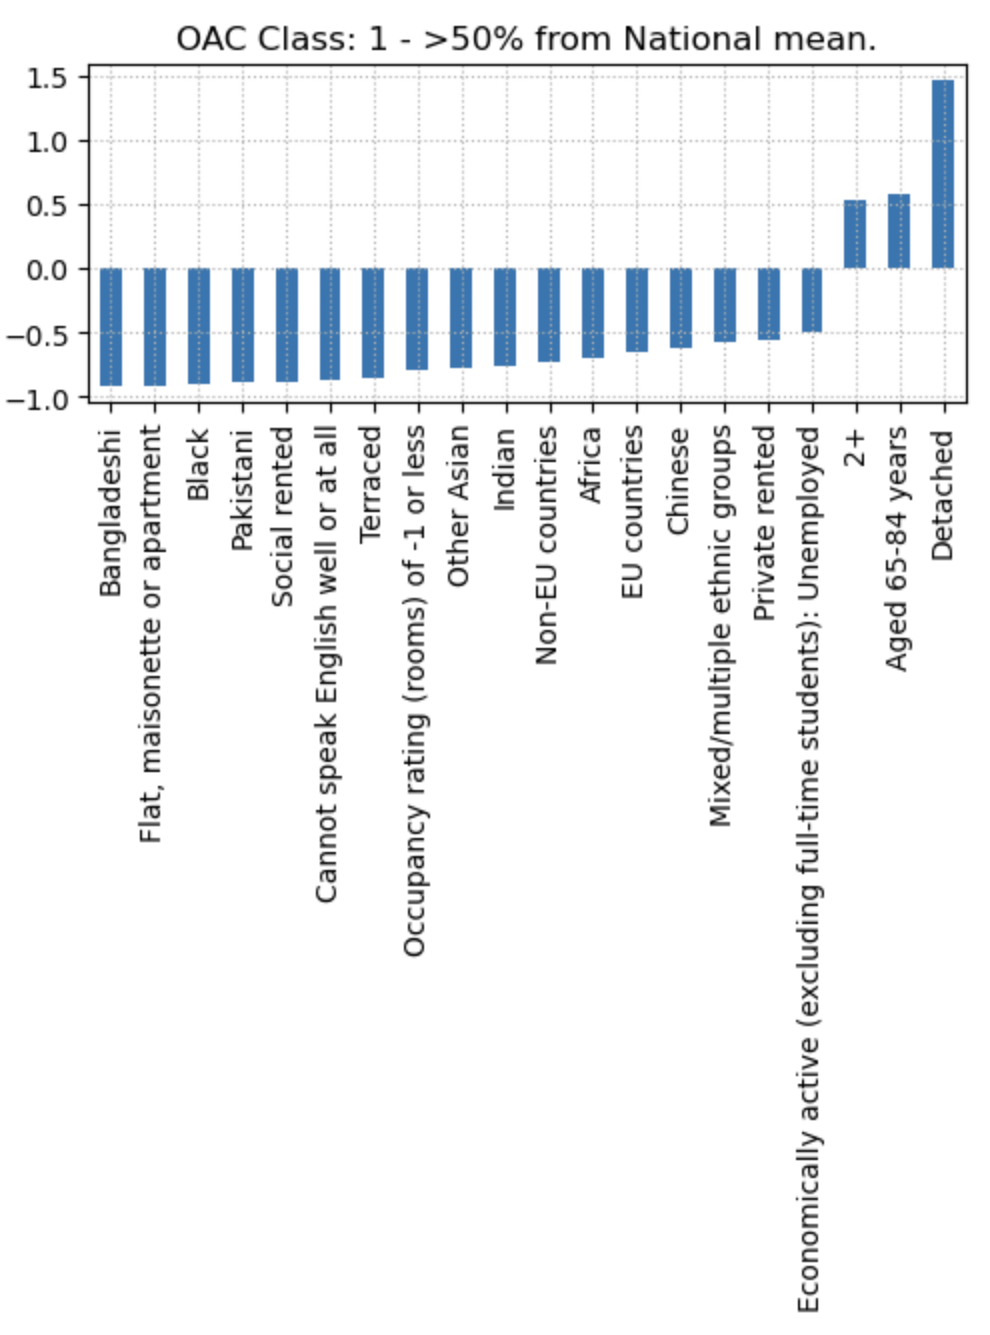 OAC Class: 1 - >50% from National mean.
1.5
1.0
0.5
0.0
−0.5
−1.0
Bangladeshi
Flat, maisonette or apartment
Black
Pakistani
Social rented
Cannot speak English well or at all
Terraced
Occupancy rating (rooms) of -1 or less
Other Asian
Indian
Non-EU countries
Africa
EU countries
Chinese
Mixed/multiple ethnic groups
Private rented
Economically active (excluding full-time students): Unemployed
2+
Aged 65-84 years
Detached